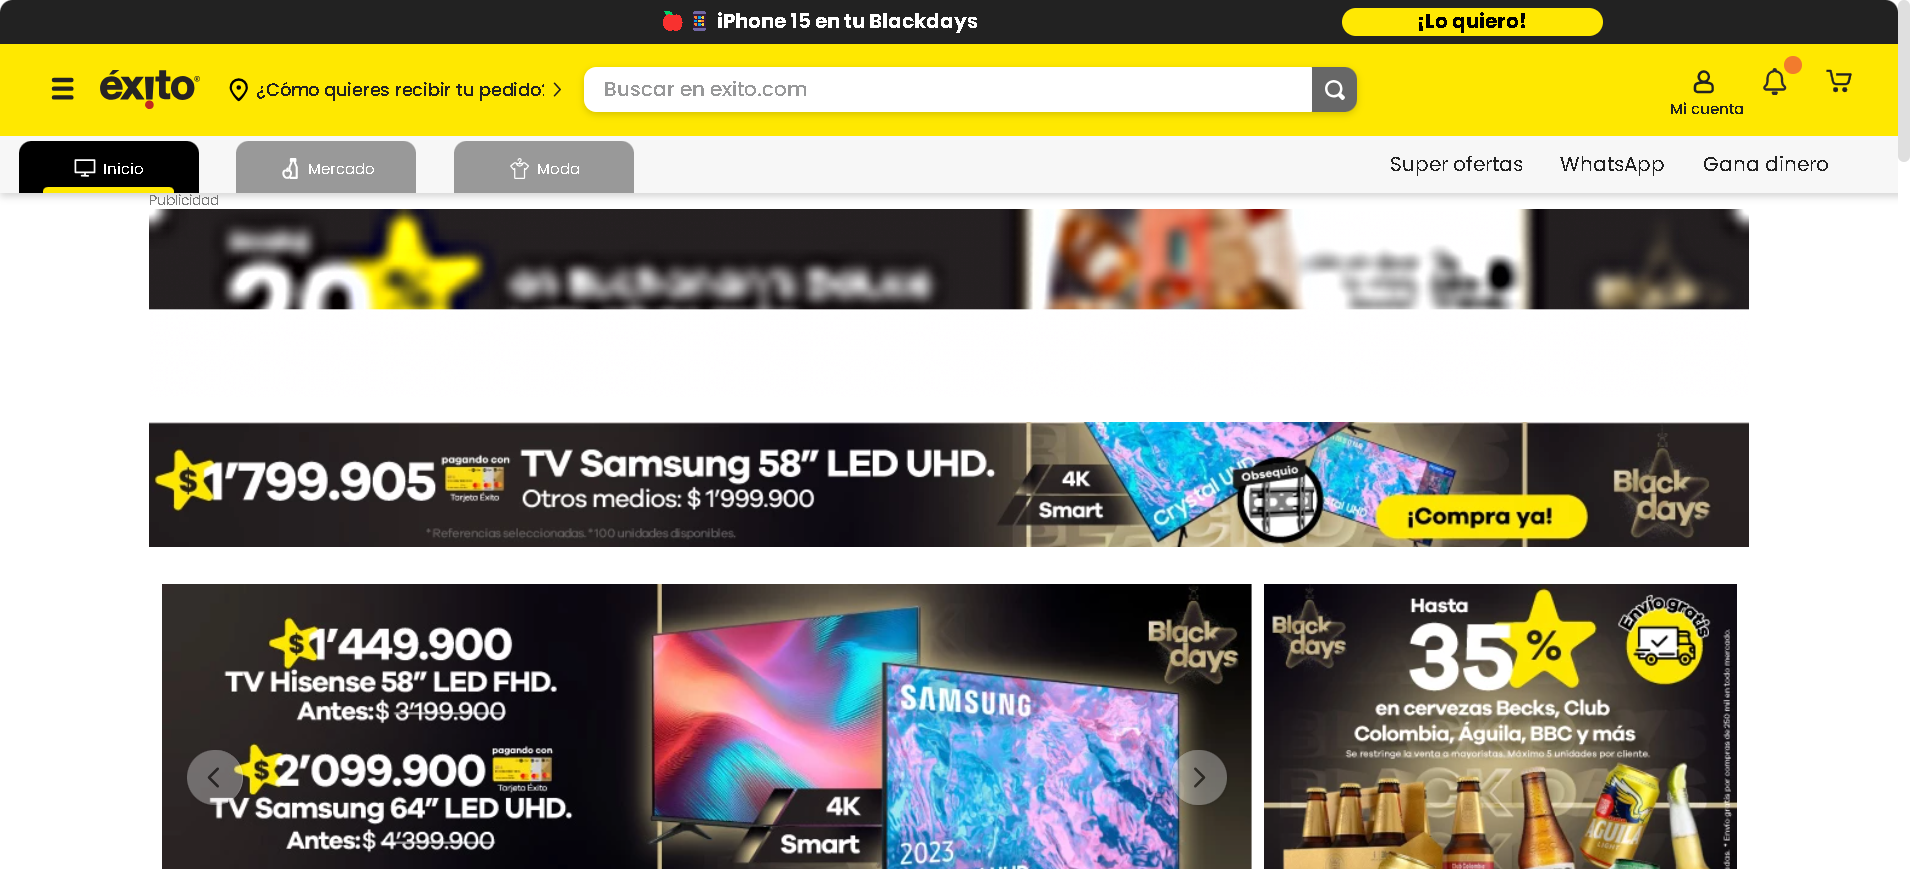 iPhone 15 en tu Blackdays
¡Lo quiero!
éxito
¿Cómo quieres recibir tu pedido?
Buscar en exito.com
Mi cuenta
Inicio
Mercado
Moda
Super ofertas
WhatsApp
Gana dinero
Publicidad
20 %
en Buchanan's Deluxe
$1'799.905
pagando con
Tarjeta Éxito
TV Samsung 58” LED UHD.
Otros medios: $ 1'999.900
*Referencias seleccionadas. *100 unidades disponibles.
4K
Smart
Crystal UHD
Obsequio
¡Compra ya!
Black days
$1'449.900
TV Hisense 58” LED FHD.
Antes:$ 3'199.900
$2'099.900
pagando con
Tarjeta Éxito
TV Samsung 64” LED UHD.
Antes:$ 4'399.900
4K
Smart
SAMSUNG
2023
Black days
Black days
Hasta
35%
Envío gratis
en cervezas Becks, Club
Colombia, Águila, BBC y más
Se restringe la venta a mayoristas. Máximo 5 unidades por cliente.
* Envío gratis por compras de 250 mil en todo mercado.
AGUILA
LIGHT